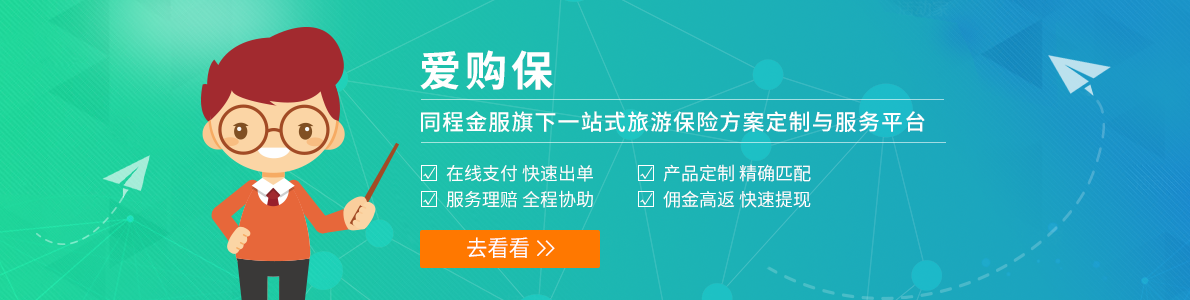 爱购保
同程金服旗下一站式旅游保险方案定制与服务平台
在线支付 快速出单
产品定制 精确匹配
服务理赔 全程协助
佣金高返 快速提现
去看看